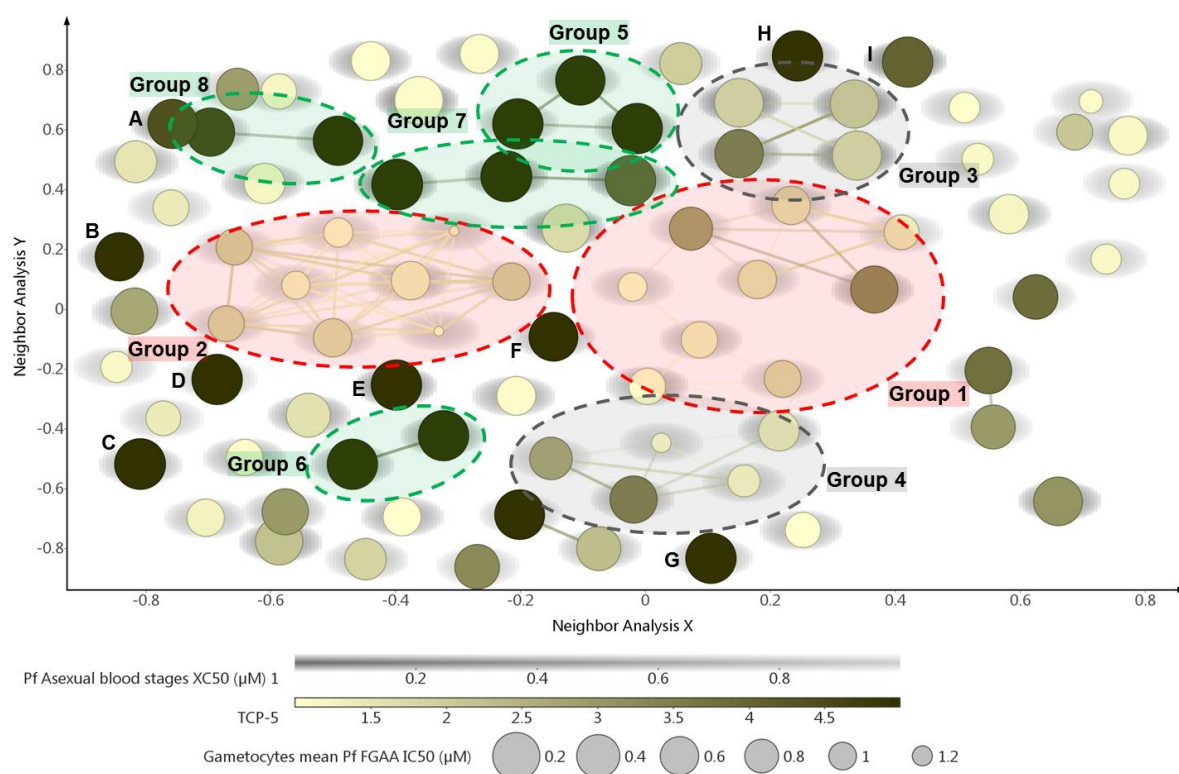 Group 5
H
I
0.8
Group 8
A
Group 7
0.6
Group 3
0.4
B
0.2
Neighbor Analysis Y
0
Group 2
F
D
E
-0.2
Group 1
-0.4
C
Group 6
Group 4
-0.6
G
-0.8
-0.8 -0.6 -0.4 -0.2 0 0.2 0.4 0.6 0.8
Neighbor Analysis X
Pf Asexual blood stages XC50 (µM) 1
0.2 0.4 0.6 0.8
TCP-5
1.5 2 2.5 3 3.5 4 4.5
Gametocytes mean Pf FGAA IC50 (µM) 0.2 0.4 0.6 0.8 1 1.2